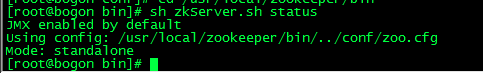 [root@bogon zookeeper]# cd /usr/local/zookeeper/bin
[root@bogon bin]# sh zkServer.sh status
JMX enabled by default
Using config: /usr/local/zookeeper/bin/../conf/zoo.cfg
Mode: standalone
[root@bogon bin]#